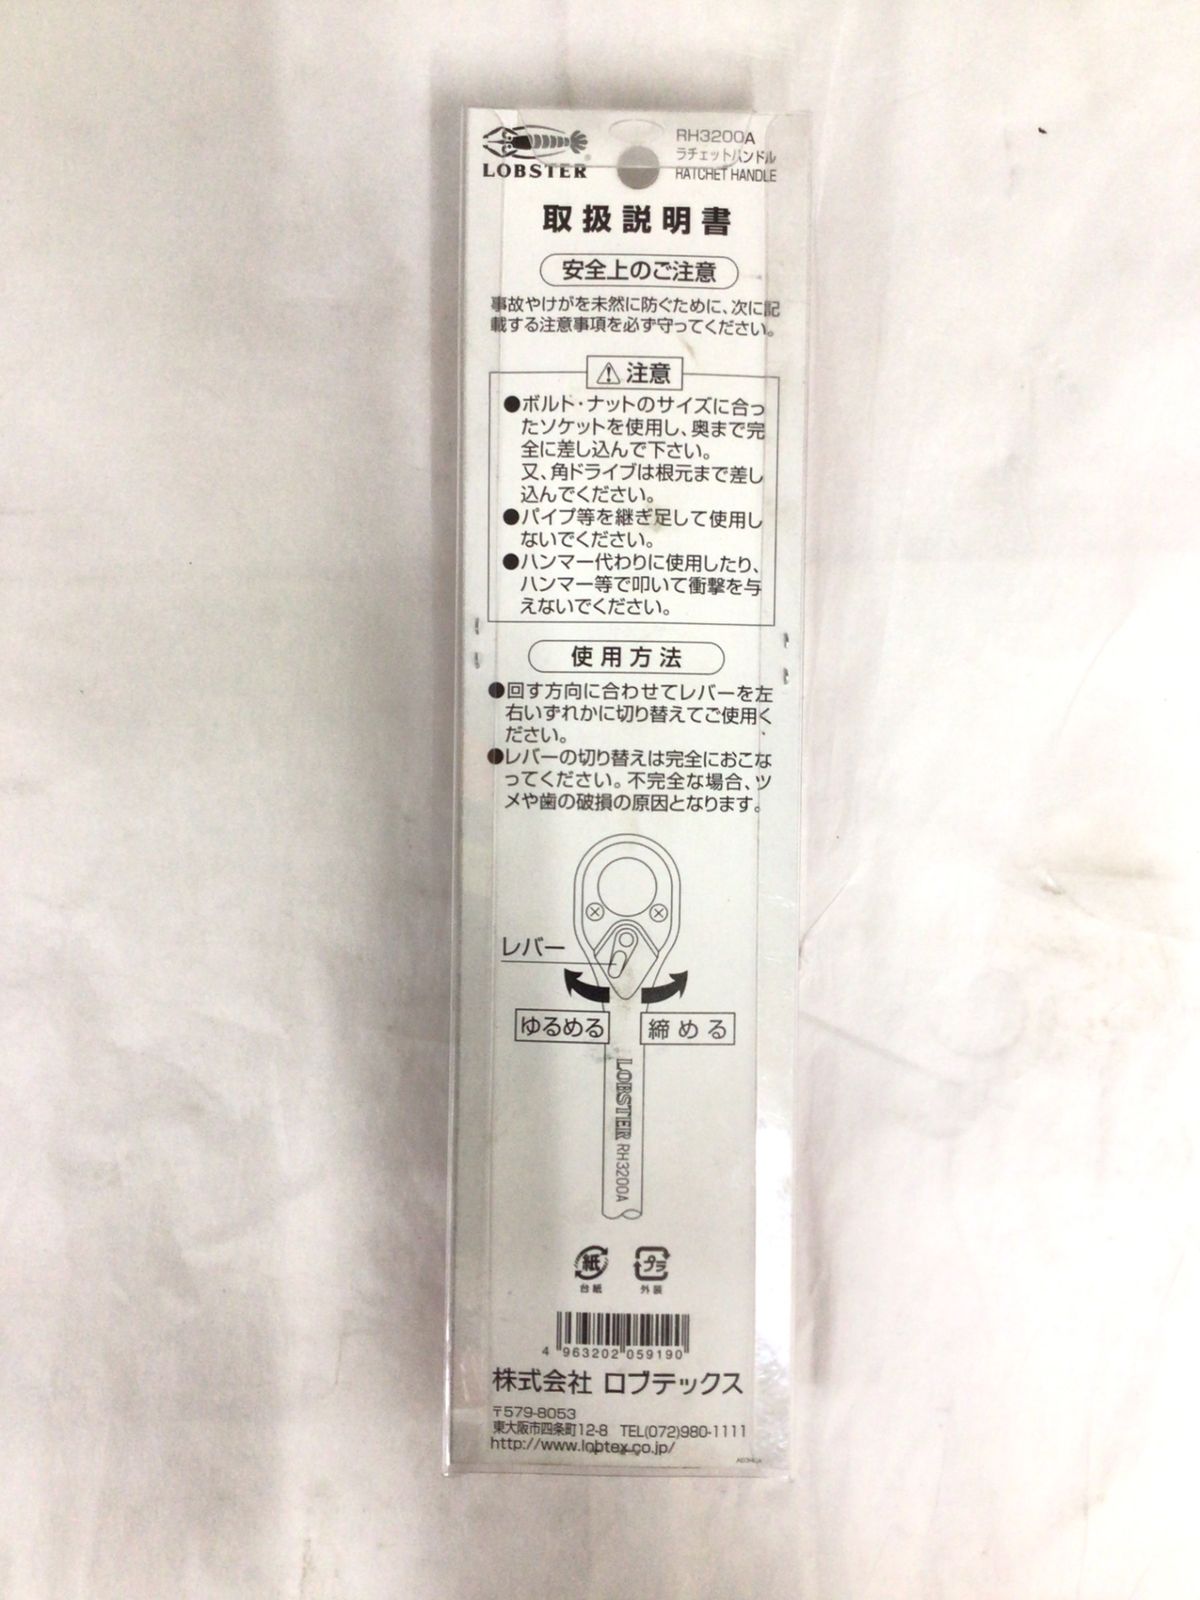 LOBSTER
RH3200A
ラチェットハンドル
RATCHET HANDLE
取扱説明書
安全上のご注意
事故やけがを未然に防ぐために、次に記
載する注意事項を必ず守ってください。
注意
●ボルト・ナットのサイズに合っ
たソケットを使用し、奥まで完
全に差し込んで下さい。
又、角ドライブは根元まで差し
込んでください。
●パイプ等を継ぎ足して使用し
ないでください。
●ハンマー代わりに使用したり、
ハンマー等で叩いて衝撃を与
えないでください。
使用方法
●回す方向に合わせてレバーを左
右いずれかに切り替えてご使用く
ださい。
●レバーの切り替えは完全におこな
ってください。不完全な場合、ツ
メや歯の破損の原因となります。
レバー
ゆるめる
締める
LOBSTER RH3200A
紙 プラ
台紙 外装
4 963202 059190
株式会社 ロブテックス
〒579-8053
東大阪市四条町12-8 TEL(072)980-1111
http://www.lobtex.co.jp/